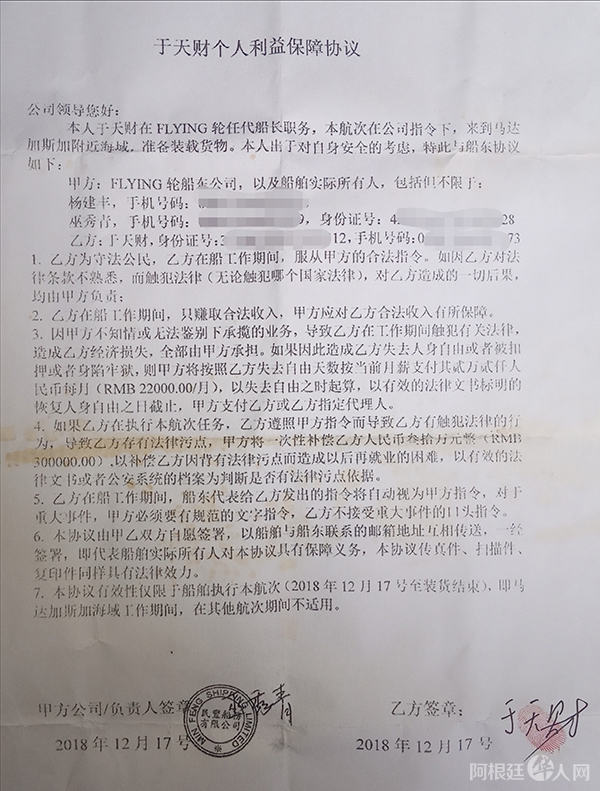 于天财个人利益保障协议
公司领导您好：
本人于天财在 FLYING 轮任代船长职务，本航次在公司指令下，来到马达
加斯加附近海域，准备装载货物。本人出于对自身安全的考虑，特此与船东协议
如下：
甲方：FLYING 轮船东公司，以及船舶实际所有人，包括但不限于：
杨建丰，手机号码：
巫秀青，手机号码： 9，身份证号：4 28
乙方：于天财，身份证号：3 12，手机号码：0 73
1. 乙方为守法公民，乙方在船工作期间，服从甲方的合法指令。如因乙方对法
律条款不熟悉，而触犯法律（无论触犯哪个国家法律），对乙方造成的一切后果，
均由甲方负责；
2. 乙方在船工作期间，只赚取合法收入，甲方应对乙方合法收入有所保障。
3. 因甲方不知情或无法鉴别下承揽的业务，导致乙方在工作期间触犯有关法律，
造成乙方经济损失，全部由甲方承担。如果因此造成乙方失去人身自由或者被扣
押或者身陷牢狱，则甲方将按照乙方失去自由天数按当前月薪支付其贰万贰仟人
民币每月（RMB 22000.00/月），以失去自由之时起算，以有效的法律文书标明的
恢复人身自由之日截止，甲方支付乙方或乙方指定代理人。
4. 如果乙方在执行本航次任务，乙方遵照甲方指令而导致乙方有触犯法律的行
为，导致乙方存有法律污点，甲方将一次性补偿乙方人民币叁拾万元整（RMB
300000.00）.以补偿乙方因背有法律污点而造成以后再就业的困难，以有效的法
律文书或者公安系统的档案为判断是否有法律污点依据。
5. 乙方在船工作期间，船东代表给乙方发出的指令将自动视为甲方指令，对于
重大事件，甲方必须要有规范的文字指令，乙方不接受重大事件的口头指令。
6. 本协议由甲乙双方自愿签署，以船舶与船东联系的邮箱地址互相传送，一经
签署，即代表船舶实际所有人对本协议具有保障义务，本协议传真件、扫描件、
复印件同样具有法律效力。
7. 本协议有效性仅限于船舶执行本航次（2018 年 12 月 17 号至装货结束），即马
达加斯加海域工作期间，在其他航次期间不适用。
甲方公司/负责人签章： 秀青
MIN FENG SHIPPING LIMITED
民豐船務
有限公司
乙方签章： 于天财
2018 年 12 月 17 号
2018 年 12 月 17 号
阿根廷华人网